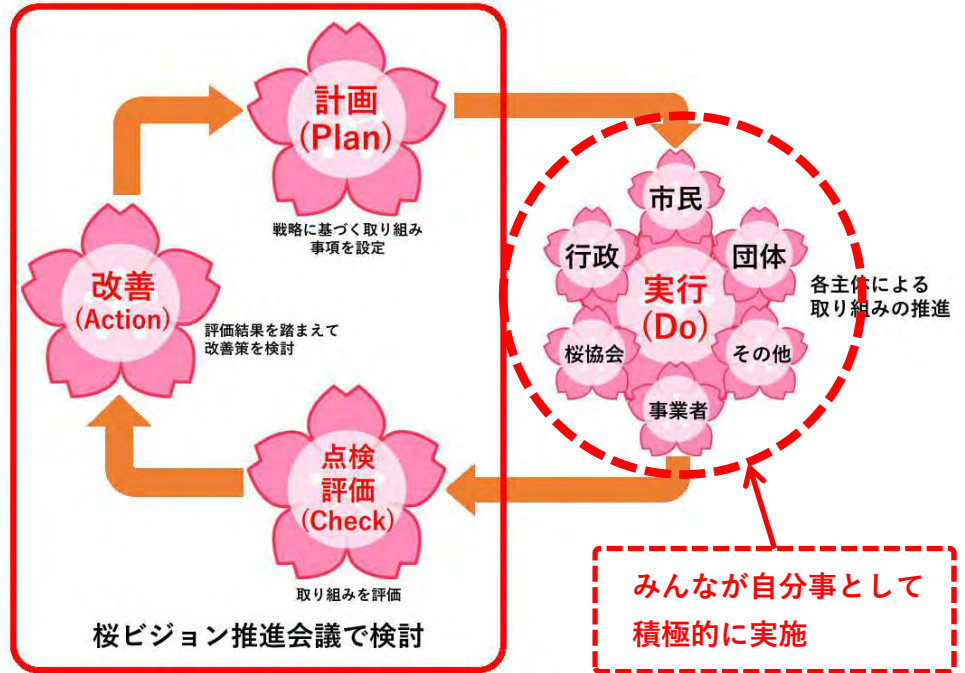 計画
(Plan)
戦略に基づく取り組み
事項を設定
市民
行政
団体
実行
(Do)
桜協会
その他
事業者
各主体による
取り組みの推進
改善
(Action)
評価結果を踏まえて
改善策を検討
点検
評価
(Check)
取り組みを評価
桜ビジョン推進会議で検討
みんなが自分事として
積極的に実施